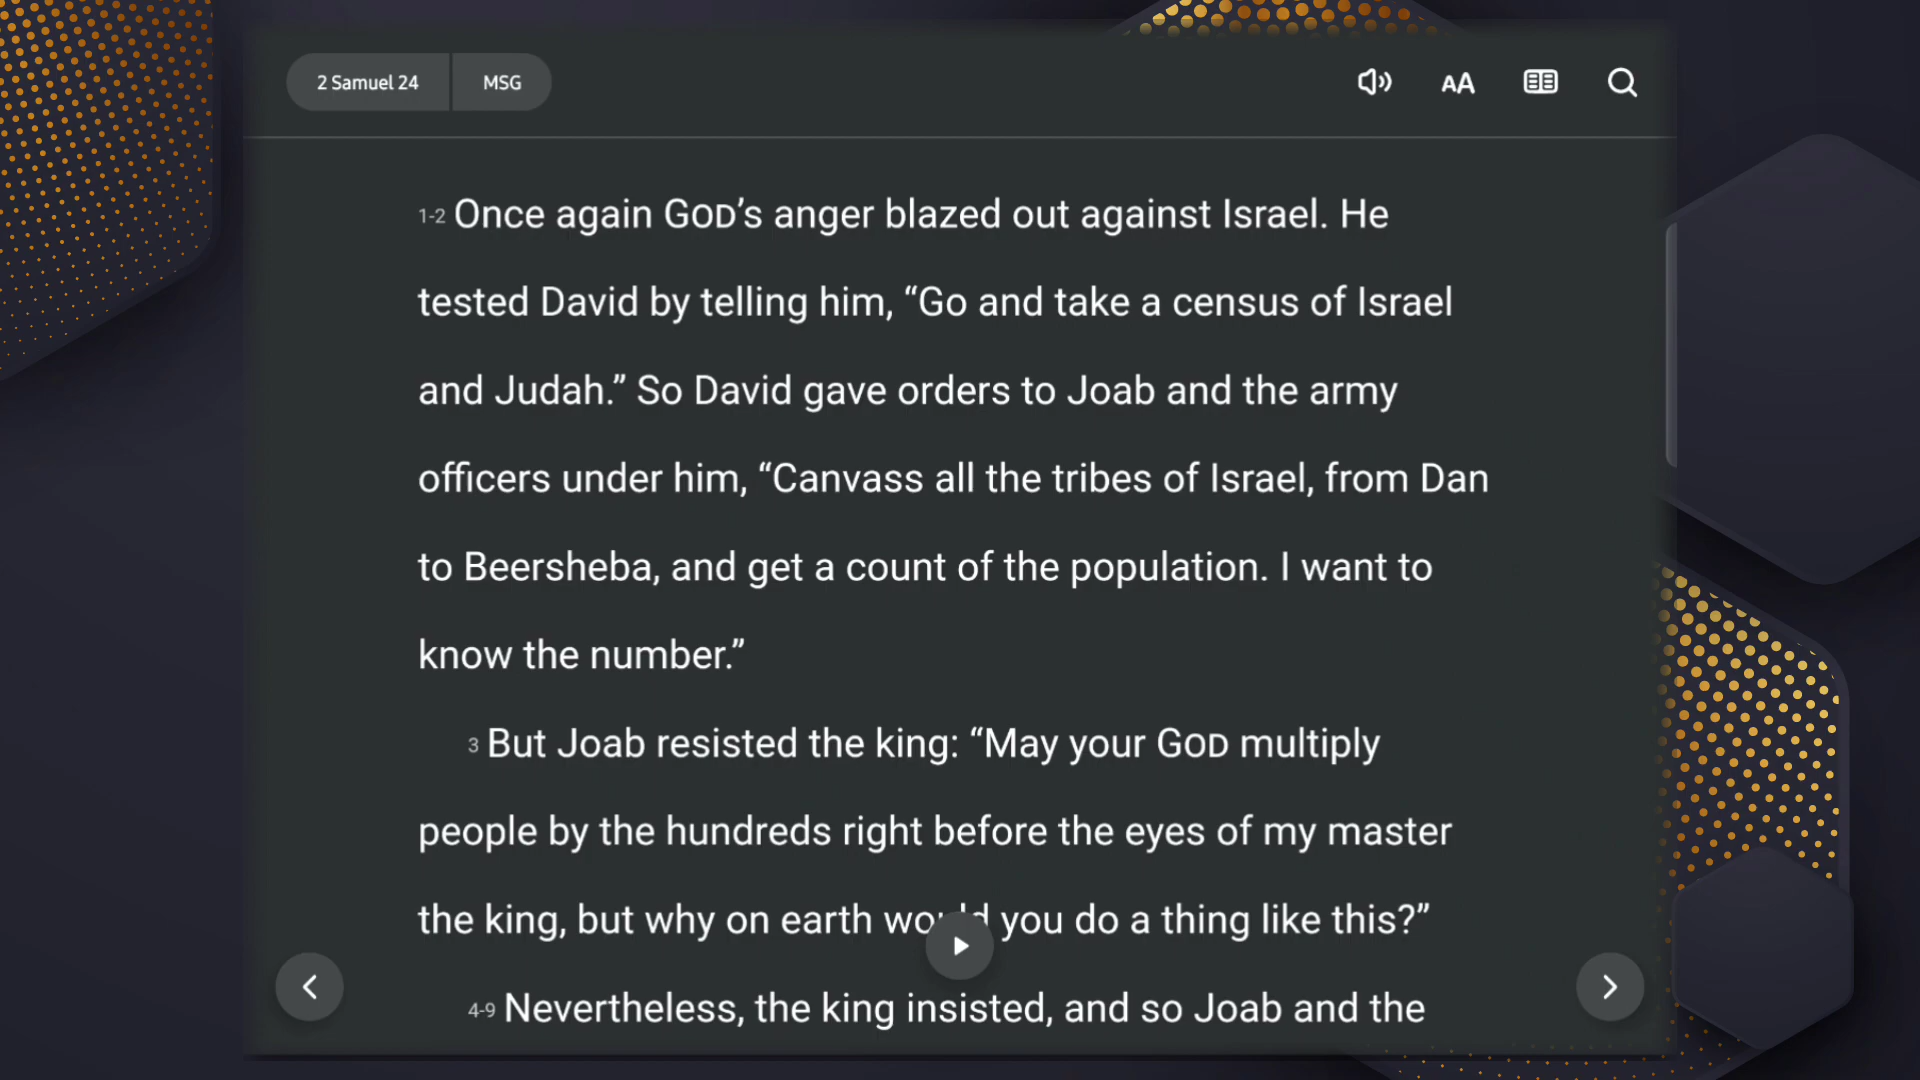 2 Samuel 24 MSG AA
1-2 Once again GOD’s anger blazed out against Israel. He
tested David by telling him, “Go and take a census of Israel
and Judah.” So David gave orders to Joab and the army
officers under him, “Canvass all the tribes of Israel, from Dan
to Beersheba, and get a count of the population. I want to
know the number.”
3 But Joab resisted the king: “May your GOD multiply
people by the hundreds right before the eyes of my master
the king, but why on earth would you do a thing like this?”
4-9 Nevertheless, the king insisted, and so Joab and the